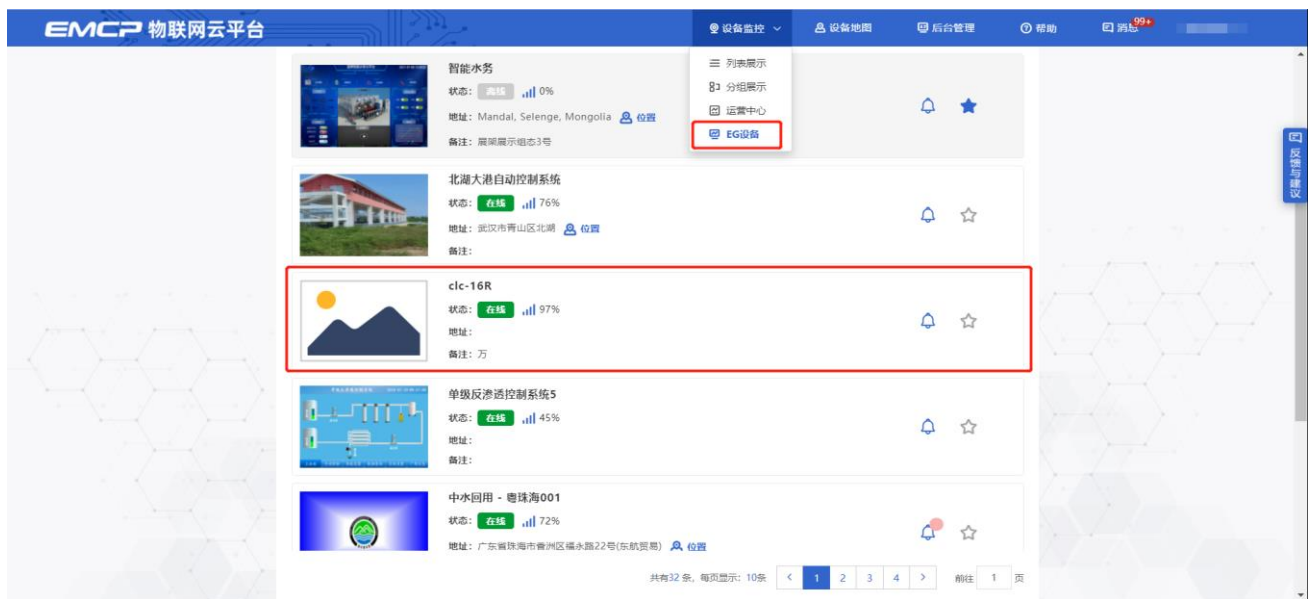 EMCP 物联网云平台
设备监控
设备地图
后台管理
帮助
消息
99+
列表展示
分组展示
运营中心
EG设备
智能水务
状态: 离线 0%
地址: Mandal, Selenge, Mongolia 位置
备注: 展架展示组态3号
北湖大港自动控制系统
状态: 在线 76%
地址: 武汉市青山区北湖 位置
备注:
clc-16R
状态: 在线 97%
地址:
备注: 万
单级反渗透控制系统5
状态: 在线 45%
地址:
备注:
中水回用 - 粤珠海001
状态: 在线 72%
地址: 广东省珠海市香洲区福永路22号(东航贸易) 位置
共有32 条, 每页显示: 10条 < 1 2 3 4 > 前往 1 页
反馈与建议